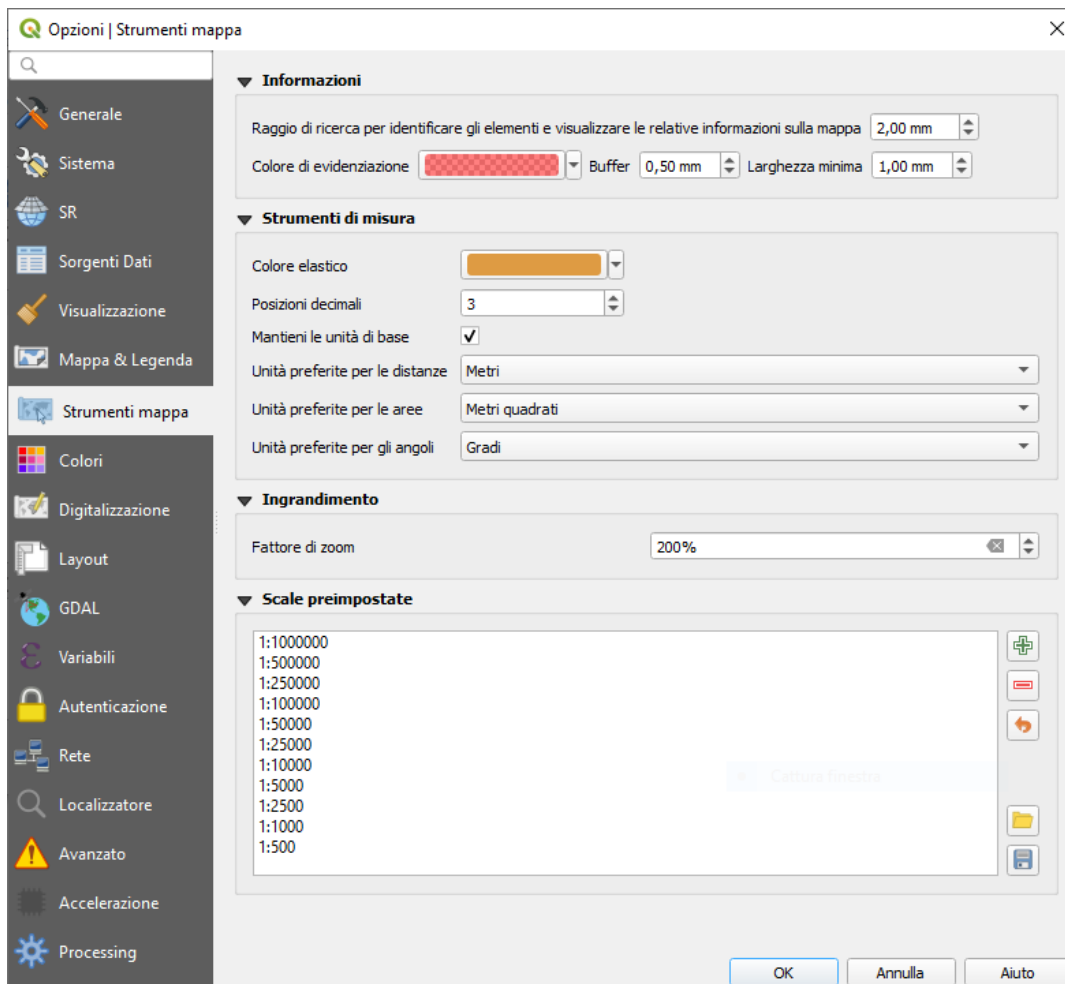 Opzioni | Strumenti mappa
Generale
Sistema
SR
Sorgenti Dati
Visualizzazione
Mappa & Legenda
Strumenti mappa
Colori
Digitalizzazione
Layout
GDAL
Variabili
Autenticazione
Rete
Localizzatore
Avanzato
Accelerazione
Processing
Informazioni
Raggio di ricerca per identificare gli elementi e visualizzare le relative informazioni sulla mappa 2,00 mm
Colore di evidenziazione Buffer 0,50 mm Larghezza minima 1,00 mm
Strumenti di misura
Colore elastico
Posizioni decimali 3
Mantieni le unità di base
Unità preferite per le distanze Metri
Unità preferite per le aree Metri quadrati
Unità preferite per gli angoli Gradi
Ingrandimento
Fattore di zoom 200%
Scale preimpostate
1:1000000
1:500000
1:250000
1:100000
1:50000
1:25000
1:10000
1:5000
1:2500
1:1000
1:500
Cattura finestra
OK Annulla Aiuto